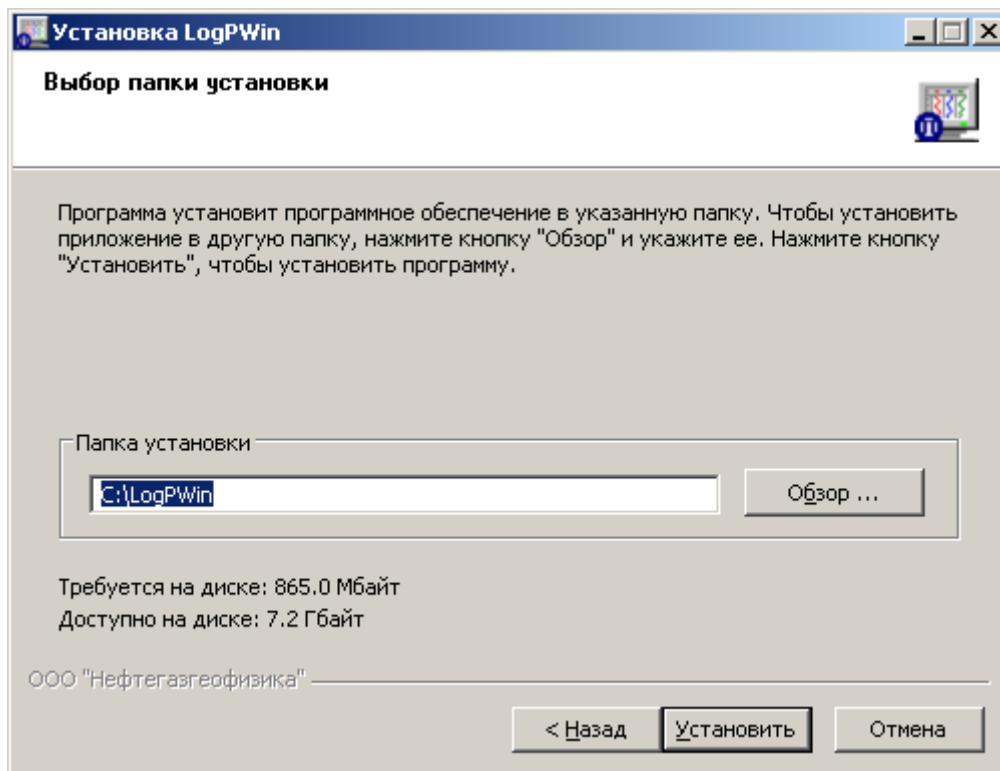 Установка LogPWin
Выбор папки установки
Программа установит программное обеспечение в указанную папку. Чтобы установить
приложение в другую папку, нажмите кнопку "Обзор" и укажите ее. Нажмите кнопку
"Установить", чтобы установить программу.
Папка установки
C:\LogPWin
Обзор ...
Требуется на диске: 865.0 Мбайт
Доступно на диске: 7.2 Гбайт
ООО "Нефтегазгеофизика"
< Назад
Установить
Отмена